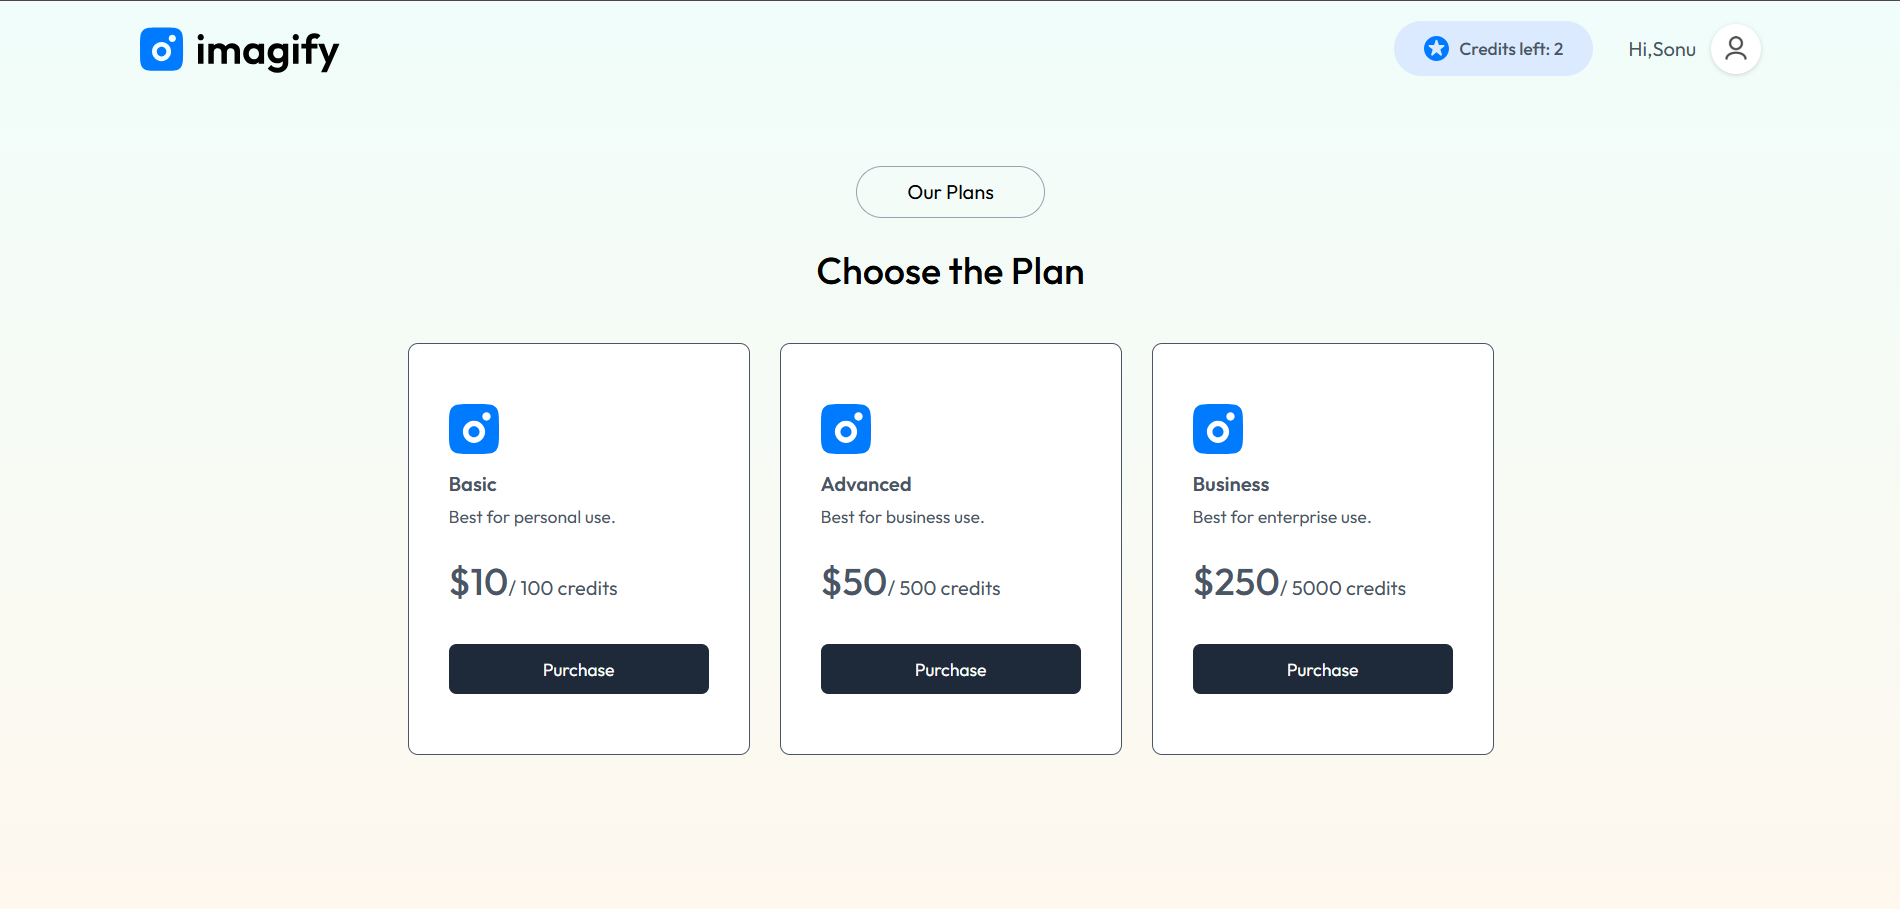 imagify
Credits left: 2
Hi,Sonu
Our Plans
Choose the Plan
Basic
Best for personal use.
$10/ 100 credits
Purchase
Advanced
Best for business use.
$50/ 500 credits
Purchase
Business
Best for enterprise use.
$250/ 5000 credits
Purchase